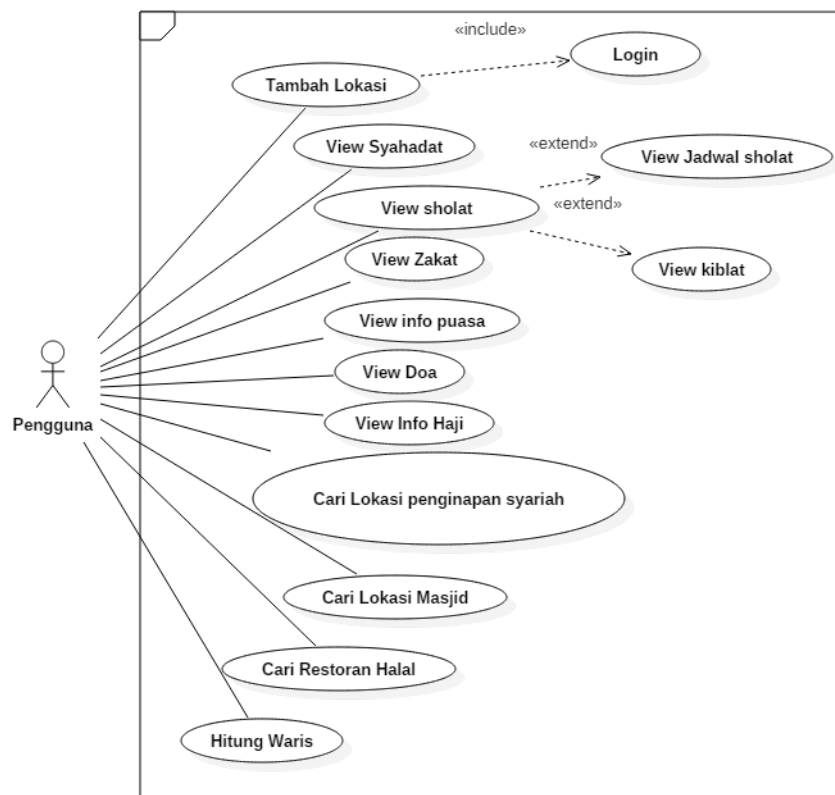 «include»
Login
Tambah Lokasi
View Syahadat
«extend»
View Jadwal sholat
View sholat
«extend»
View Zakat
View kiblat
View info puasa
View Doa
Pengguna
View Info Haji
Cari Lokasi penginapan syariah
Cari Lokasi Masjid
Cari Restoran Halal
Hitung Waris